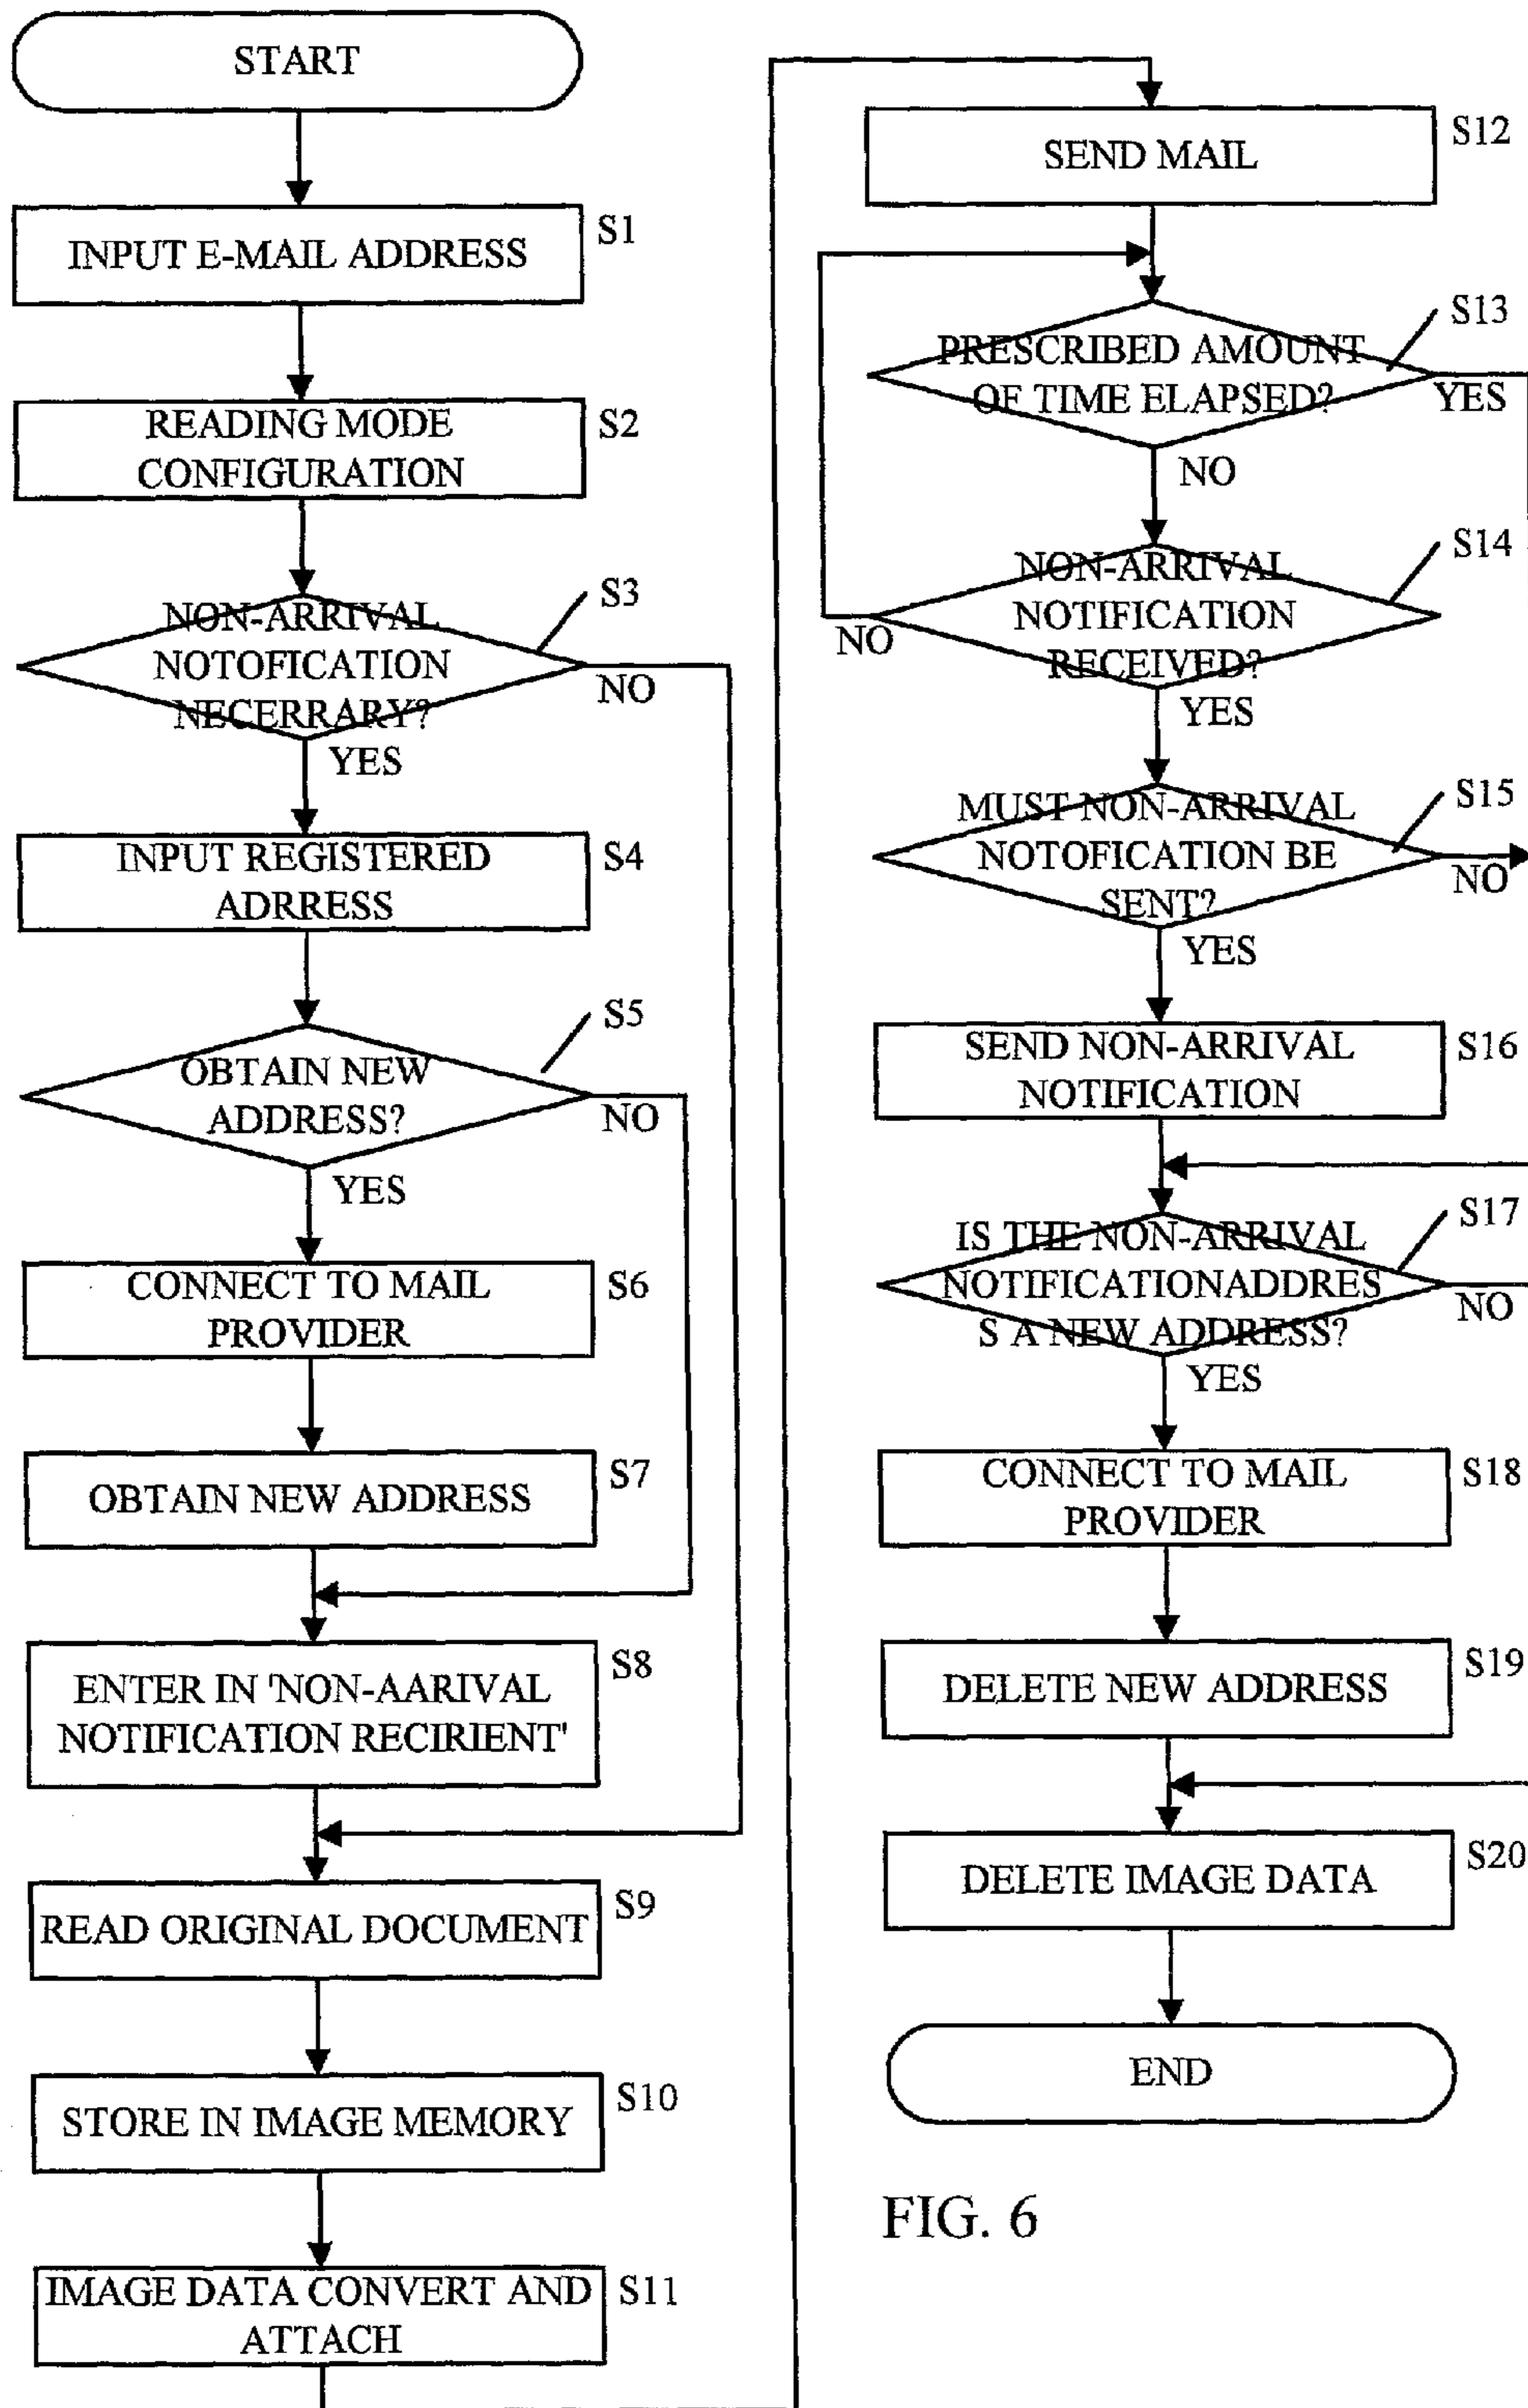 START
INPUT E-MAIL ADDRESS
S1
READING MODE
CONFIGURATION
S2
NON-ARRIVAL
NOTOFICATION
NECERRARY?
S3
NO
YES
INPUT REGISTERED
ADRRESS
S4
OBTAIN NEW
ADDRESS?
S5
NO
YES
CONNECT TO MAIL
PROVIDER
S6
OBTAIN NEW ADDRESS
S7
ENTER IN 'NON-AARIVAL
NOTIFICATION RECIRIENT'
S8
READ ORIGINAL DOCUMENT
S9
STORE IN IMAGE MEMORY
S10
IMAGE DATA CONVERT AND
ATTACH
S11
SEND MAIL
S12
PRESCRIBED AMOUNT
OF TIME ELAPSED?
S13
YES
NO
NON-ARRIVAL
NOTIFICATION
RECEIVED?
S14
NO
YES
MUST NON-ARRIVAL
NOTOFICATION BE
SENT?
S15
NO
YES
SEND NON-ARRIVAL
NOTIFICATION
S16
IS THE NON-ARRIVAL
NOTIFICATIONADDRES
S A NEW ADDRESS?
S17
NO
YES
CONNECT TO MAIL
PROVIDER
S18
DELETE NEW ADDRESS
S19
DELETE IMAGE DATA
S20
END
FIG. 6